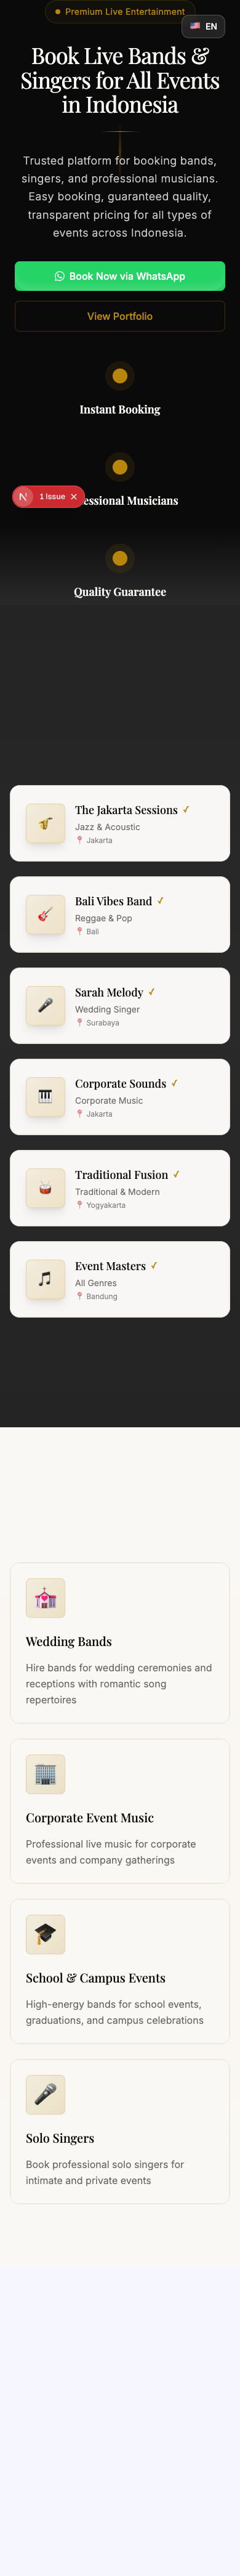 Premium Live Entertainment
EN
Book Live Bands &
Singers for All Events
in Indonesia
Trusted platform for booking bands,
singers, and professional musicians.
Easy booking, guaranteed quality,
transparent pricing for all types of
events across Indonesia.
Book Now via WhatsApp
View Portfolio
Instant Booking
N 1 Issue ×
essional Musicians
Quality Guarantee
The Jakarta Sessions ✓
Jazz & Acoustic
Jakarta
Bali Vibes Band ✓
Reggae & Pop
Bali
Sarah Melody ✓
Wedding Singer
Surabaya
Corporate Sounds ✓
Corporate Music
Jakarta
Traditional Fusion ✓
Traditional & Modern
Yogyakarta
Event Masters ✓
All Genres
Bandung
Wedding Bands
Hire bands for wedding ceremonies and
receptions with romantic song
repertoires
Corporate Event Music
Professional live music for corporate
events and company gatherings
School & Campus Events
High-energy bands for school events,
graduations, and campus celebrations
Solo Singers
Book professional solo singers for
intimate and private events